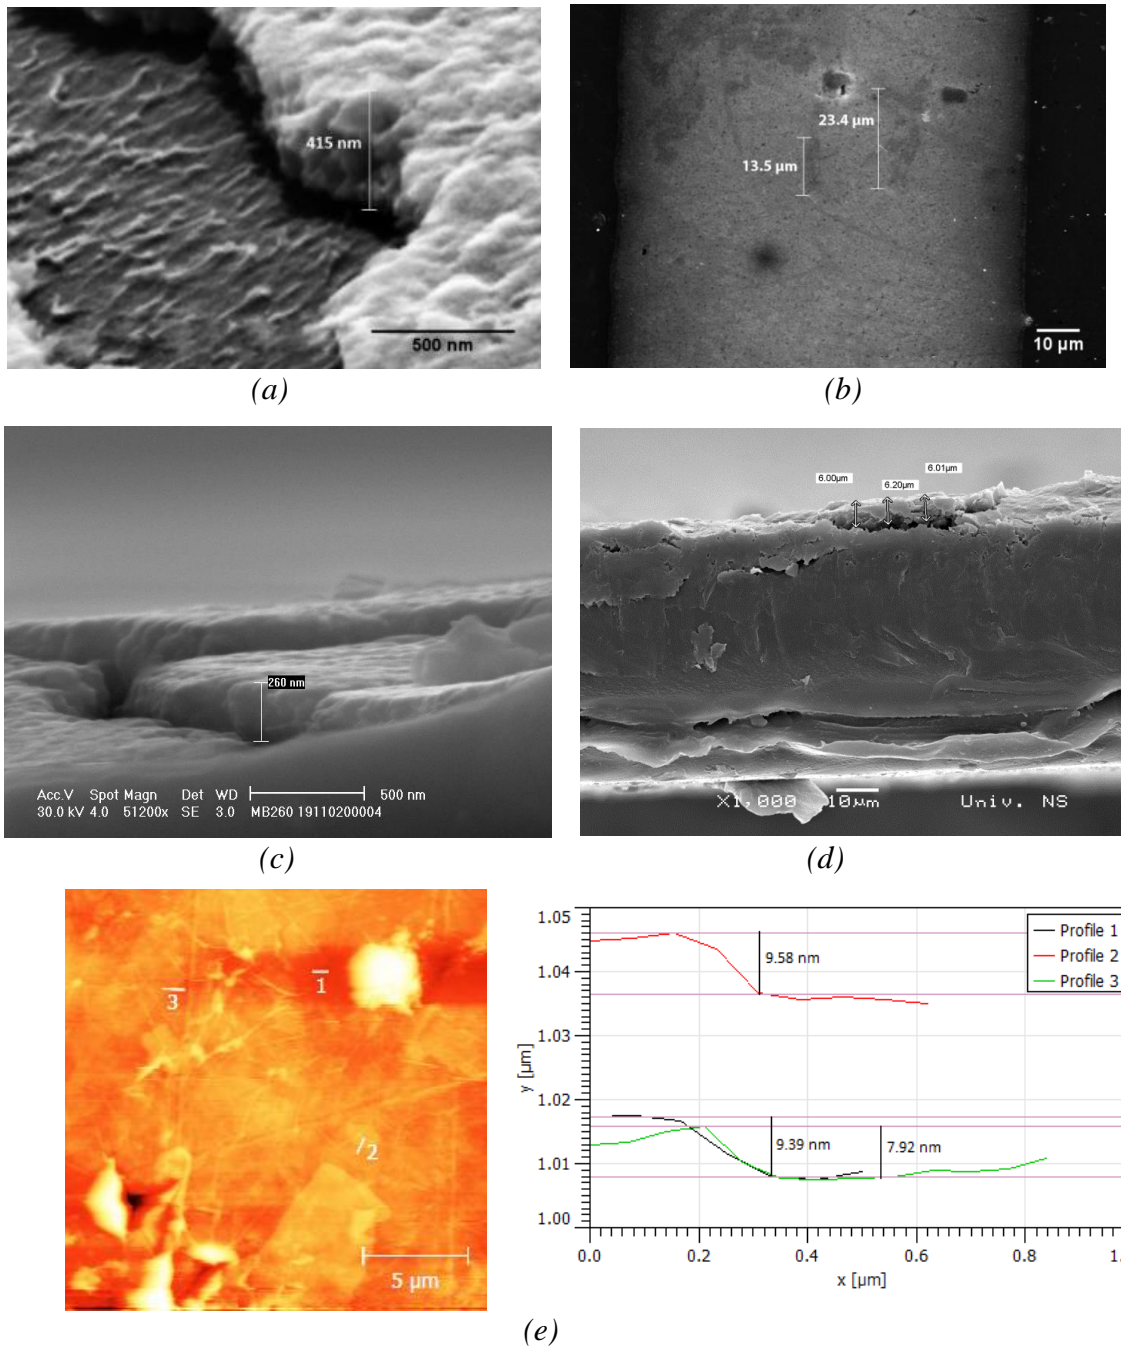 415 nm
500 nm
(a)
23.4 µm
13.5 µm
10 µm
(b)
260 nm
Acc.V Spot Magn Det WD 500 nm
30.0 kV 4.0 51200x SE 3.0 MB260 19110200004
(c)
6.00µm
6.20µm
6.01µm
X1,000 10µm Univ. NS
(d)
1
3
2
5 µm
1.05
1.04
1.03
1.02
1.01
1.00
y [µm]
9.58 nm
9.39 nm
7.92 nm
Profile 1
Profile 2
Profile 3
0.0 0.2 0.4 0.6 0.8 1.
x [µm]
(e)